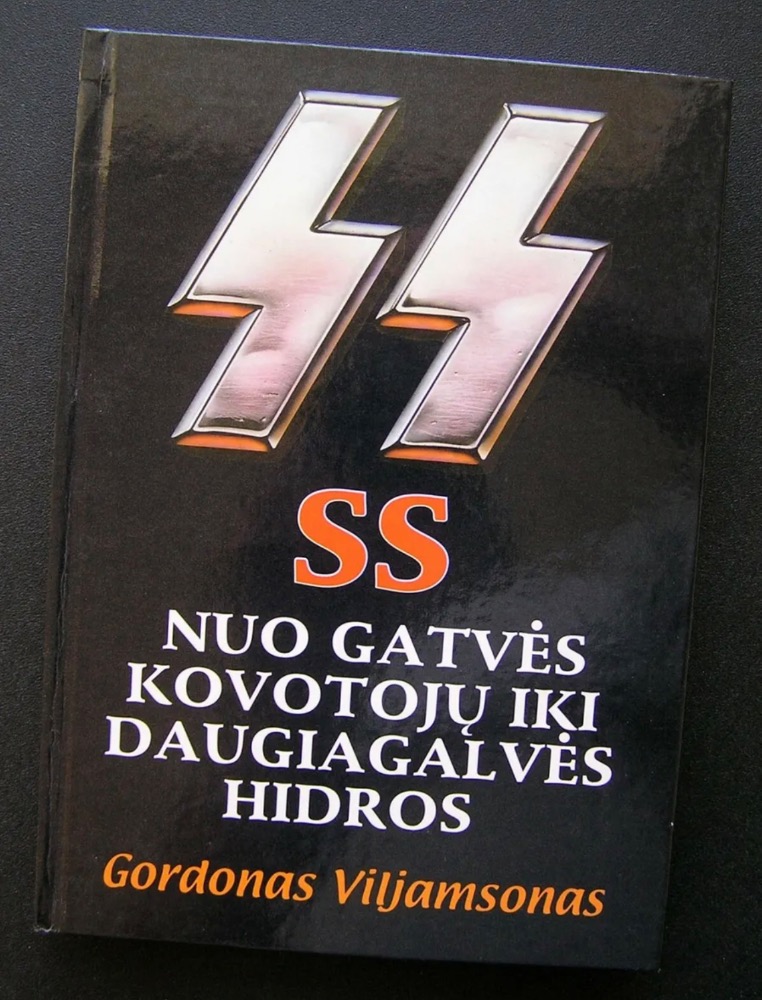 SS
NUO GATVĖS
KOVOTOJŲ IKI
DAUGIAGALVĖS
HIDROS
Gordonas Viljamsonas